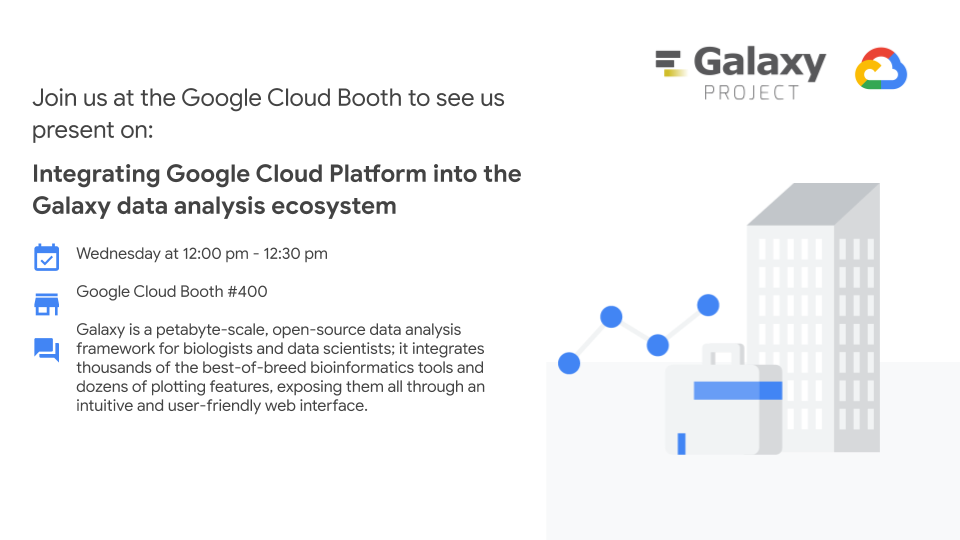 Galaxy
PROJECT
Join us at the Google Cloud Booth to see us
present on:
Integrating Google Cloud Platform into the
Galaxy data analysis ecosystem
Wednesday at 12:00 pm - 12:30 pm
Google Cloud Booth #400
Galaxy is a petabyte-scale, open-source data analysis
framework for biologists and data scientists; it integrates
thousands of the best-of-breed bioinformatics tools and
dozens of plotting features, exposing them all through an
intuitive and user-friendly web interface.